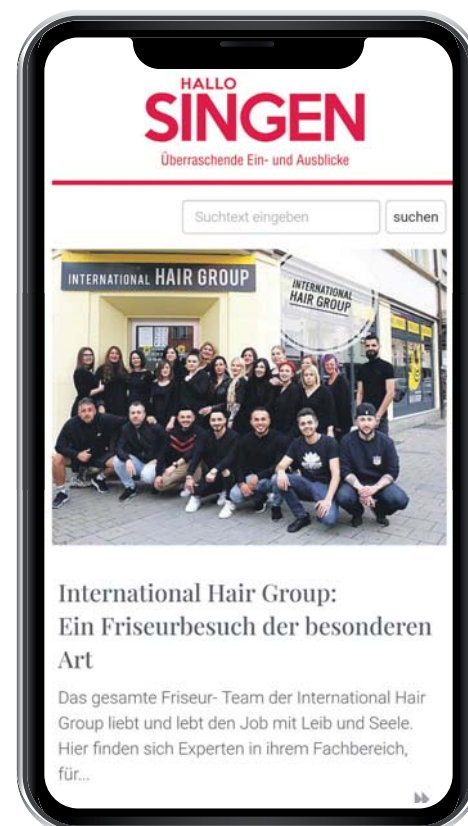 HALLO
SINGEN
Überraschende Ein- und Ausblicke
Suchtext eingeben
suchen
INTERNATIONAL HAIR GROUP
INTERNATIONAL
HAIR GROUP
International Hair Group:
Ein Friseurbesuch der besonderen
Art
Das gesamte Friseur- Team der International Hair
Group liebt und lebt den Job mit Leib und Seele.
Hier finden sich Experten in ihrem Fachbereich,
für...